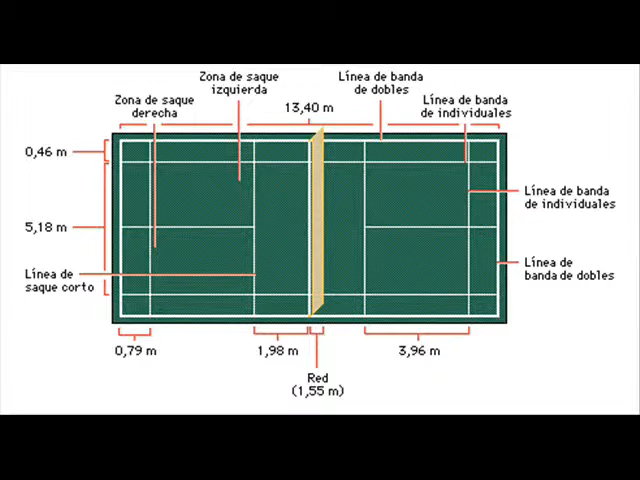 Zona de saque
izquierda
Línea de banda
de dobles
Zona de saque
derecha
13,40 m
Línea de banda
de individuales
0,46 m
5,18 m
Línea de banda
de individuales
Línea de
saque corto
Línea de
banda de dobles
0,79 m
1,98 m
3,96 m
Red
(1,55 m)